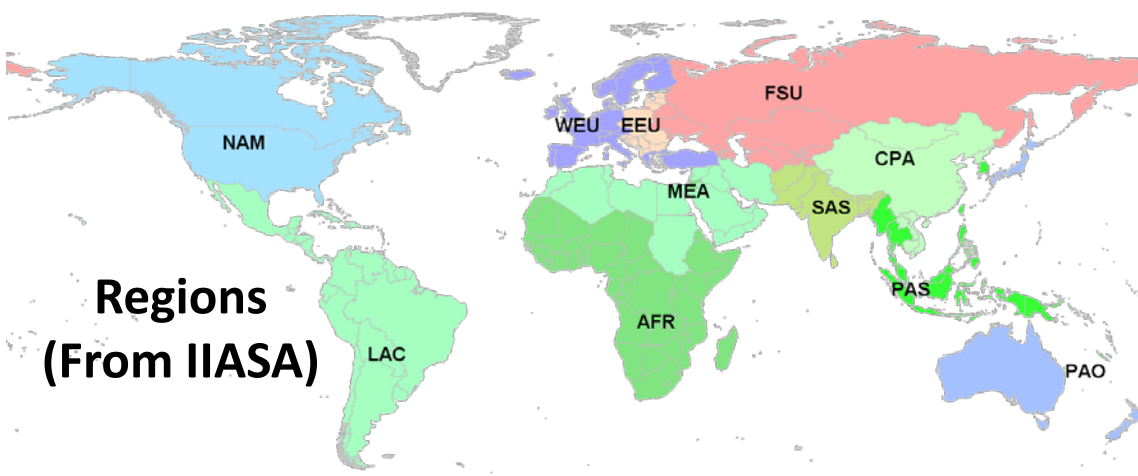 FSU
WEU
EEU
NAM
CPA
MEA
SAS
Regions
PAS
(From IIASA)
AFR
LAC
PAO